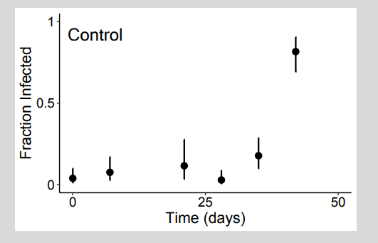 Control
Fraction Infected
1
0.5
0
0 25 50
Time (days)